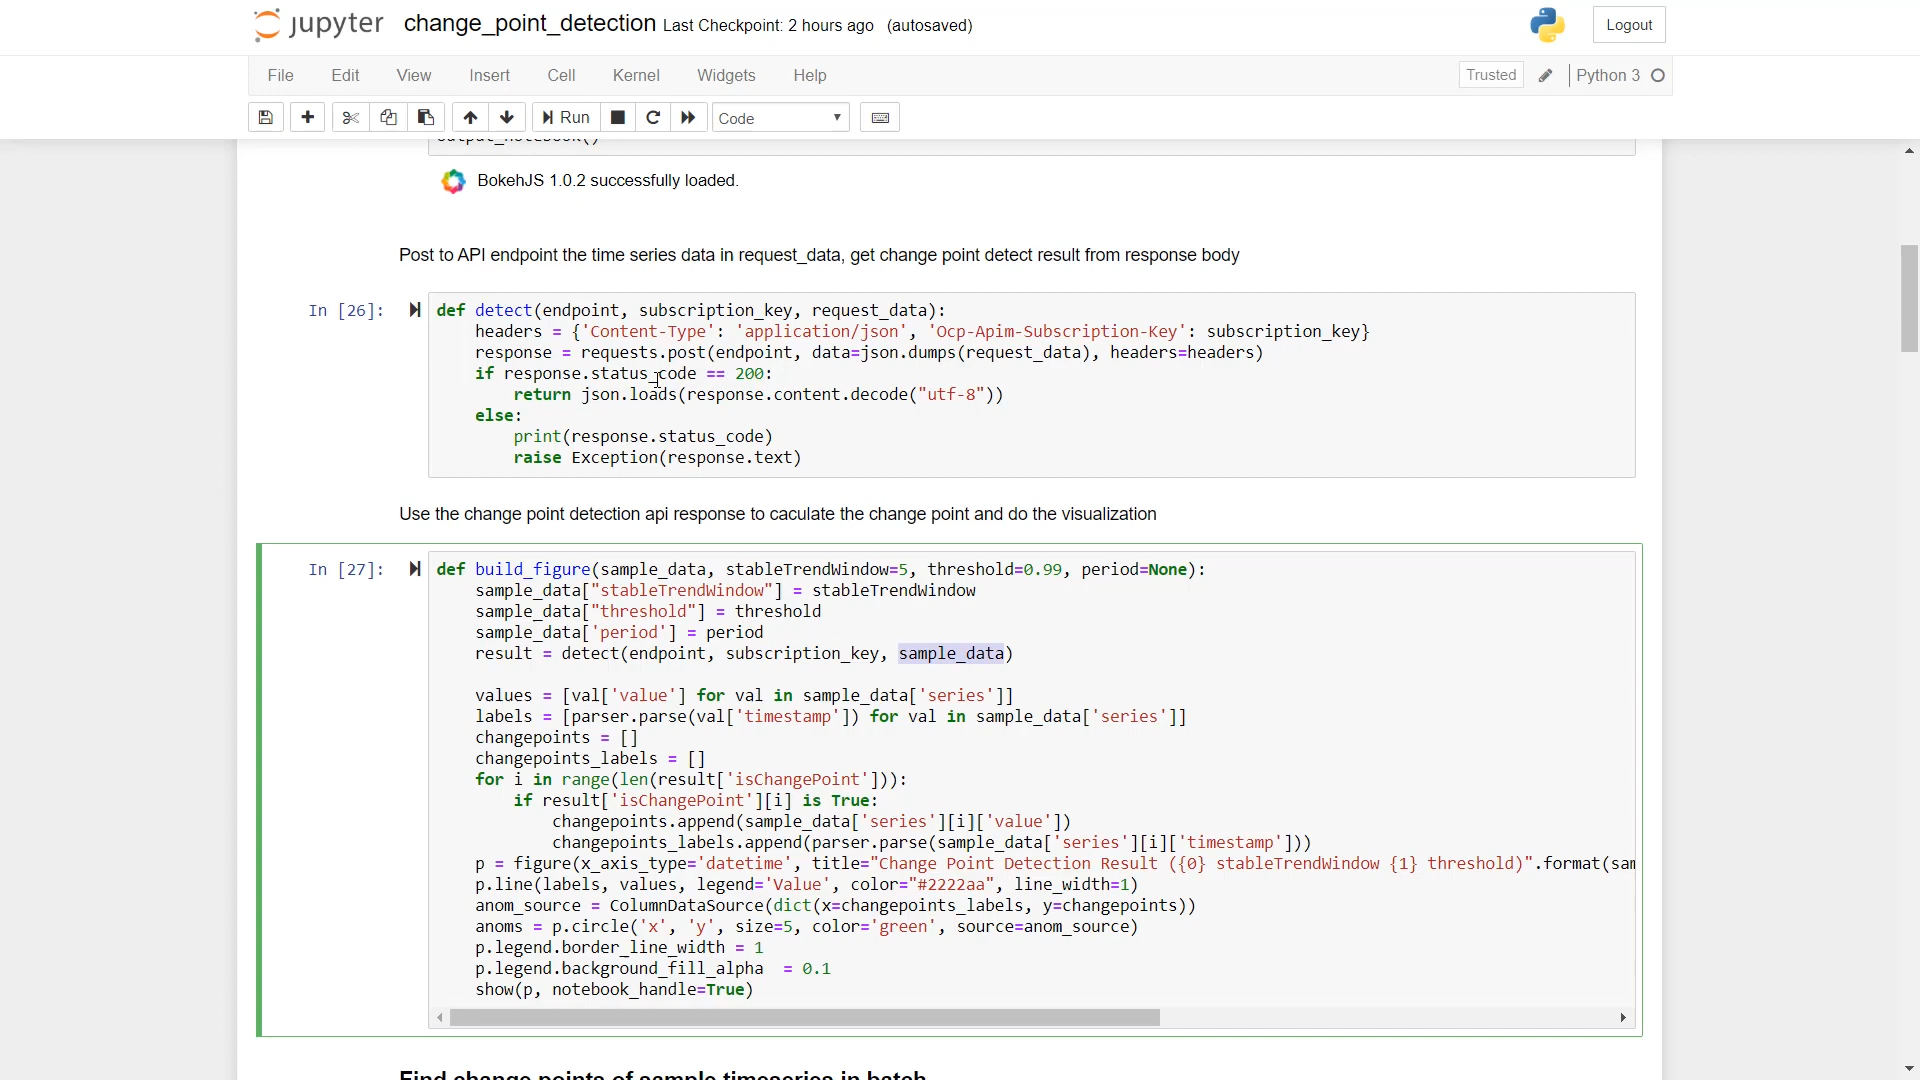 jupyter change_point_detection Last Checkpoint: 2 hours ago (autosaved) Logout
File Edit View Insert Cell Kernel Widgets Help Trusted Python 3
Run Code
output_notebook()
BokehJS 1.0.2 successfully loaded.
Post to API endpoint the time series data in request_data, get change point detect result from response body
In [26]: def detect(endpoint, subscription_key, request_data):
headers = {'Content-Type': 'application/json', 'Ocp-Apim-Subscription-Key': subscription_key}
response = requests.post(endpoint, data=json.dumps(request_data), headers=headers)
if response.status_code == 200:
return json.loads(response.content.decode("utf-8"))
else:
print(response.status_code)
raise Exception(response.text)
Use the change point detection api response to caculate the change point and do the visualization
In [27]: def build_figure(sample_data, stableTrendWindow=5, threshold=0.99, period=None):
sample_data["stableTrendWindow"] = stableTrendWindow
sample_data["threshold"] = threshold
sample_data['period'] = period
result = detect(endpoint, subscription_key, sample_data)
values = [val['value'] for val in sample_data['series']]
labels = [parser.parse(val['timestamp']) for val in sample_data['series']]
changepoints = []
changepoints_labels = []
for i in range(len(result['isChangePoint'])):
if result['isChangePoint'][i] is True:
changepoints.append(sample_data['series'][i]['value'])
changepoints_labels.append(parser.parse(sample_data['series'][i]['timestamp']))
p = figure(x_axis_type='datetime', title="Change Point Detection Result ({0} stableTrendWindow {1} threshold)".format(sam
p.line(labels, values, legend='Value', color="#2222aa", line_width=1)
anom_source = ColumnDataSource(dict(x=changepoints_labels, y=changepoints))
anoms = p.circle('x', 'y', size=5, color='green', source=anom_source)
p.legend.border_line_width = 1
p.legend.background_fill_alpha  = 0.1
show(p, notebook_handle=True)
Find change points of sample timeseries in batch